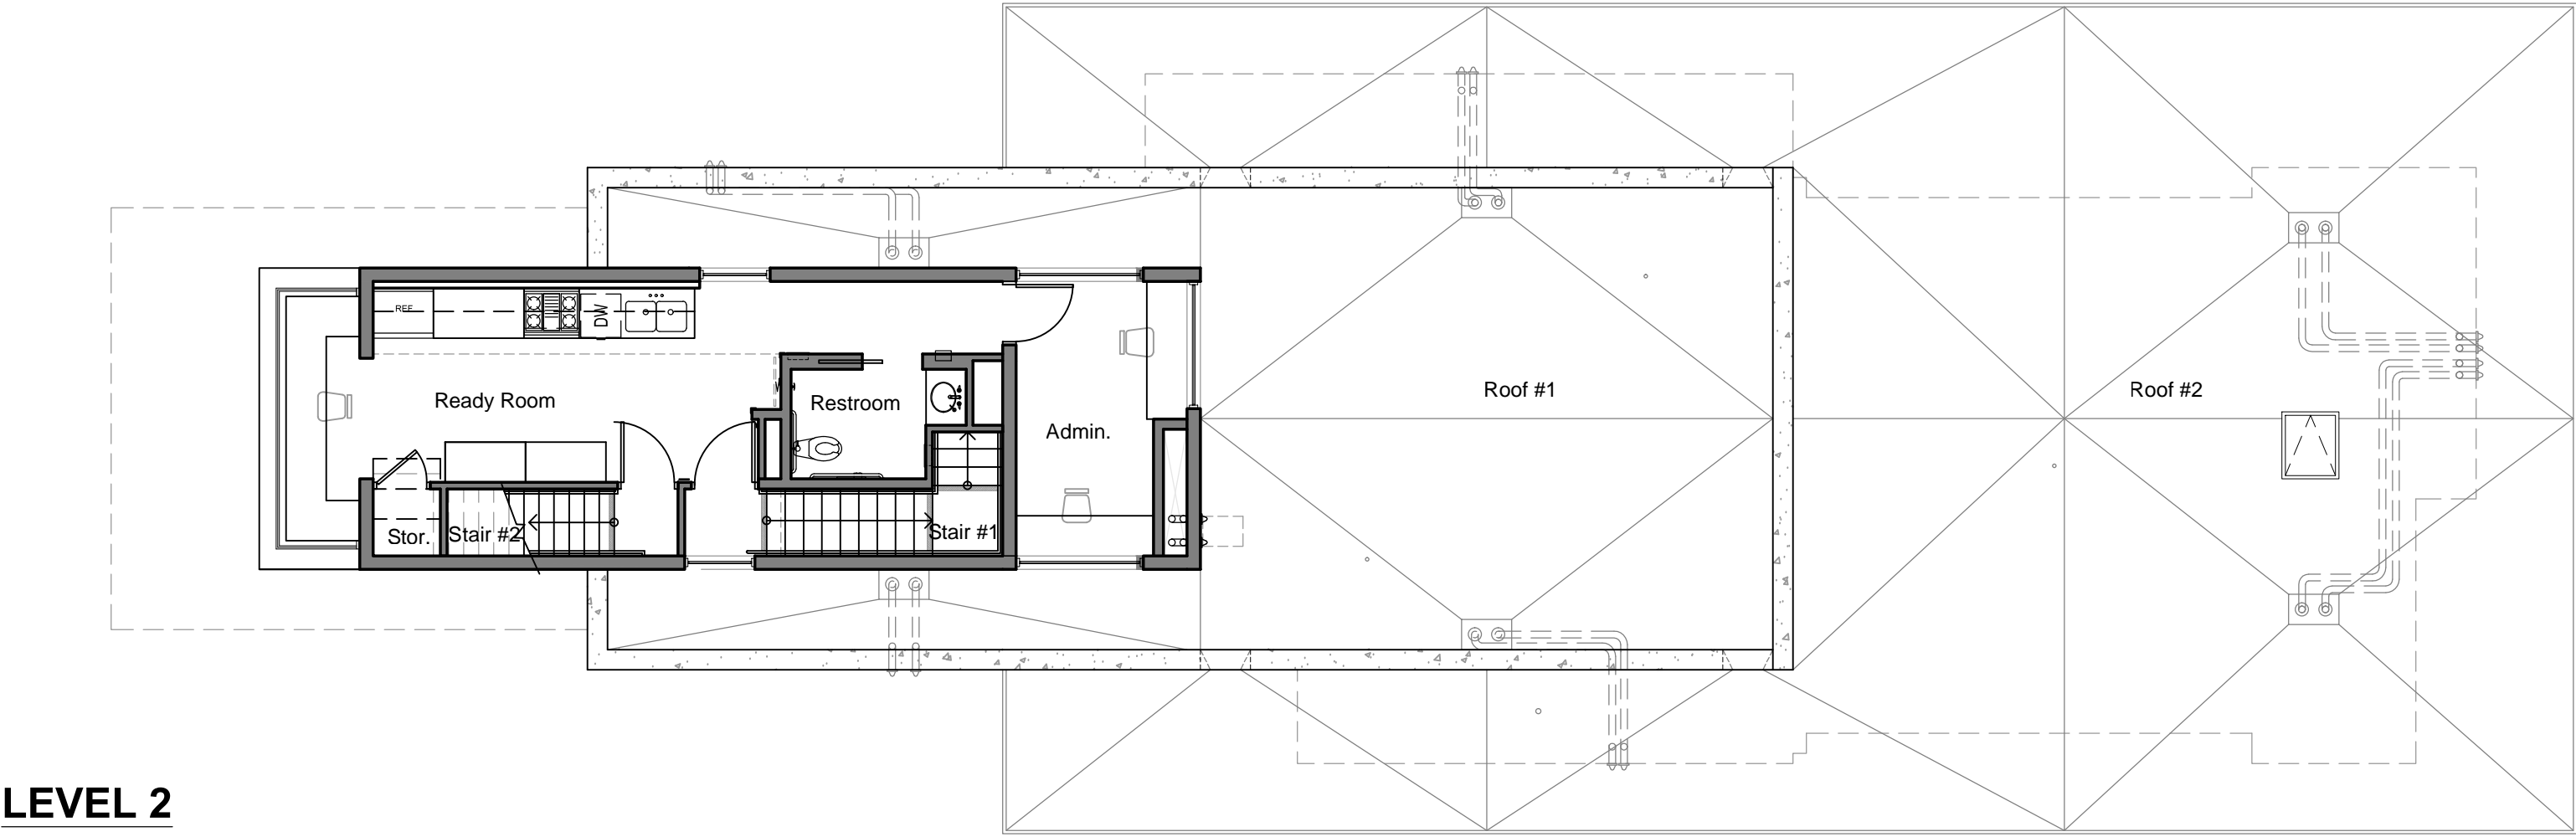 REF
DW
Ready Room
Restroom
Admin.
Stor.
Stair #2
Stair #1
Roof #1
Roof #2
LEVEL 2